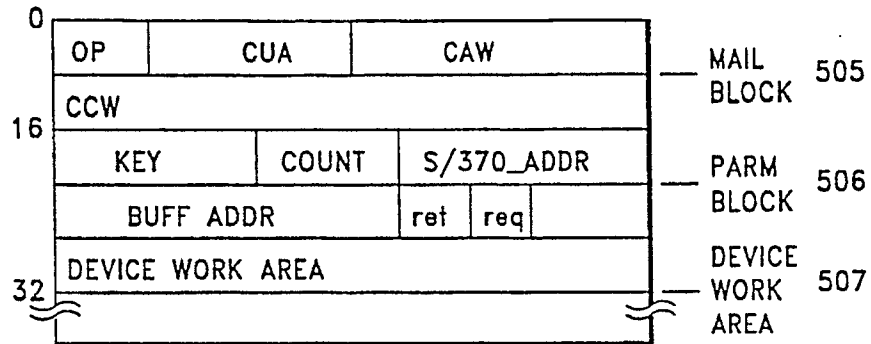 0
OP CUA CAW
MAIL BLOCK 505
CCW
16
KEY COUNT S/370_ADDR
PARM BLOCK 506
BUFF ADDR ret req
DEVICE WORK AREA
32
DEVICE WORK AREA 507